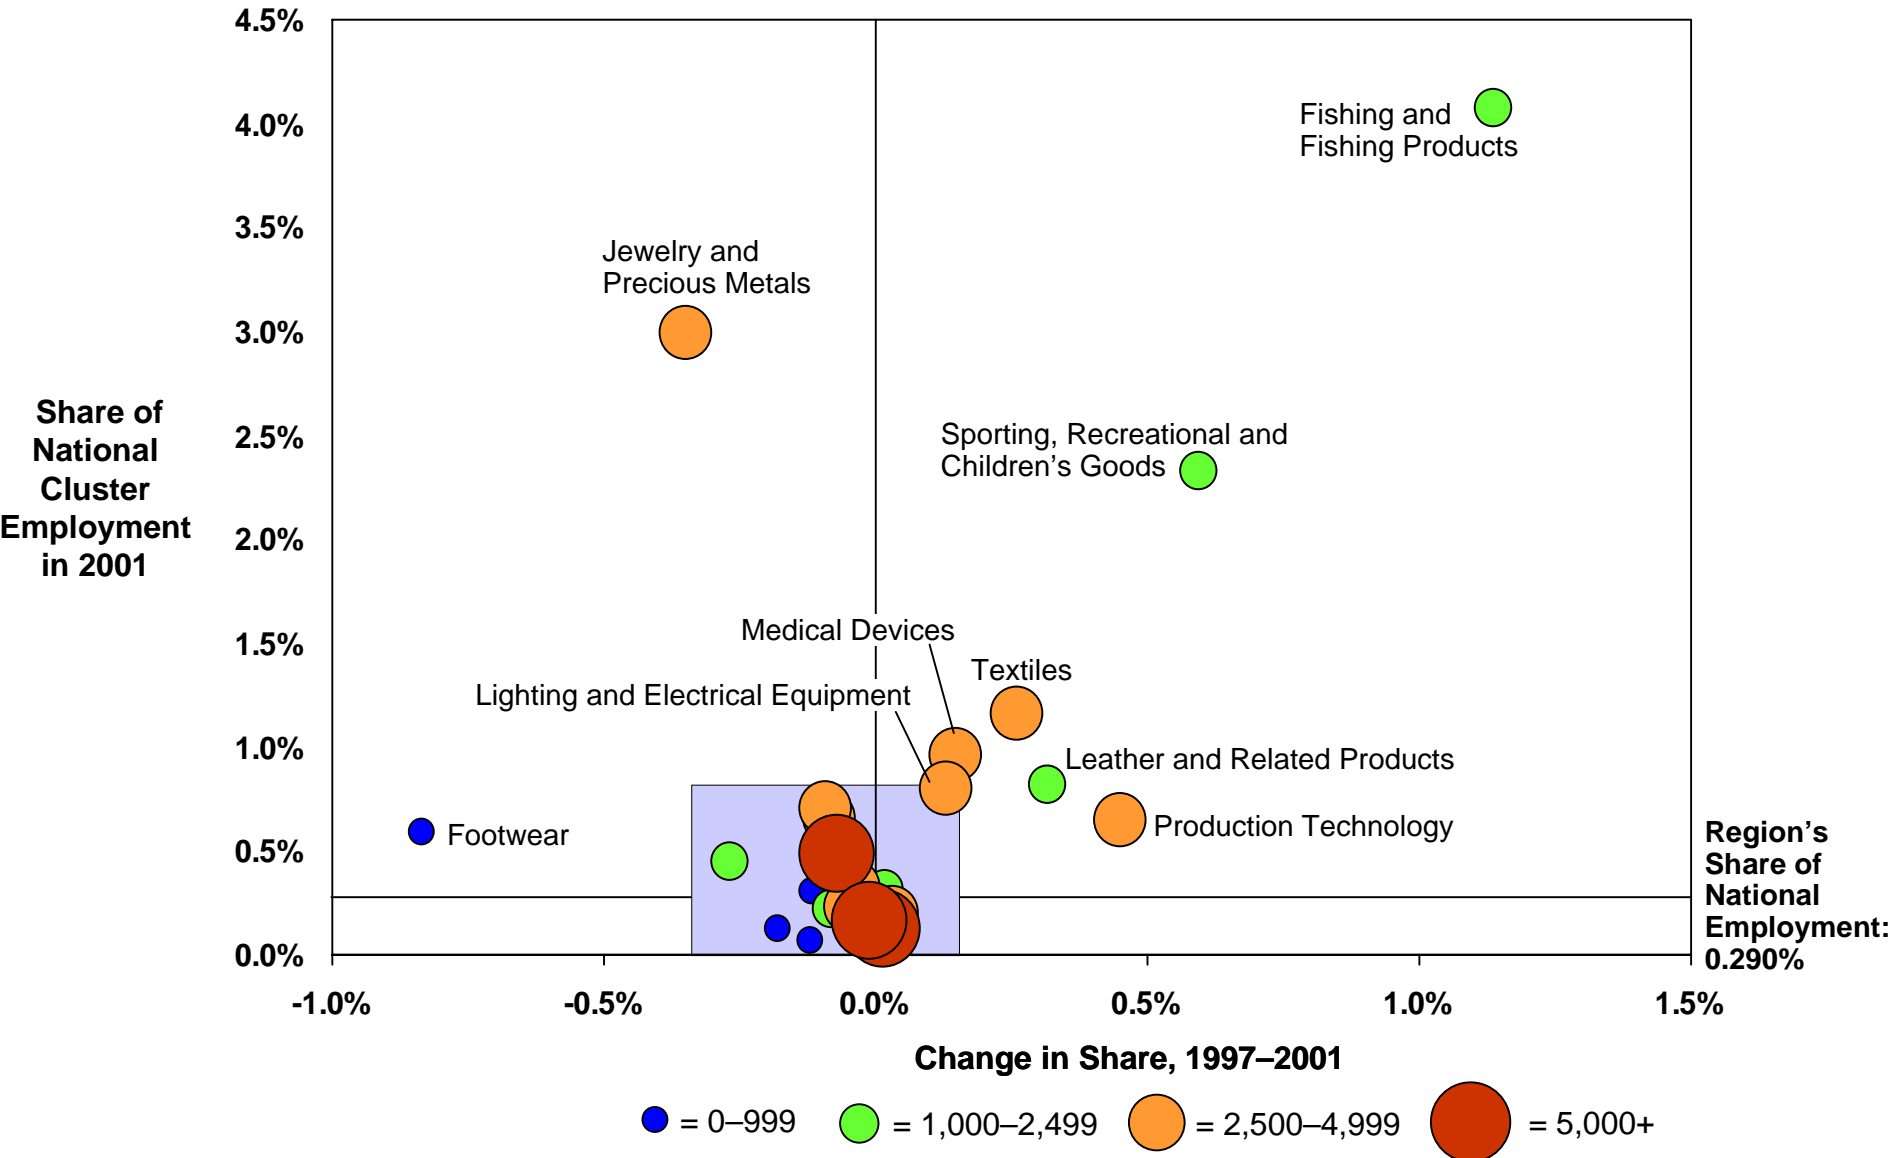 4.5%
4.0%
3.5%
3.0%
2.5%
2.0%
1.5%
1.0%
0.5%
0.0%
Share of
National
Cluster
Employment
in 2001
Fishing and
Fishing Products
Jewelry and
Precious Metals
Sporting, Recreational and
Children’s Goods
Medical Devices
Textiles
Lighting and Electrical Equipment
Leather and Related Products
Footwear
Production Technology
Region’s
Share of
National
Employment:
0.290%
-1.0%
-0.5%
0.0%
0.5%
1.0%
1.5%
Change in Share, 1997–2001
= 0–999
= 1,000–2,499
= 2,500–4,999
= 5,000+